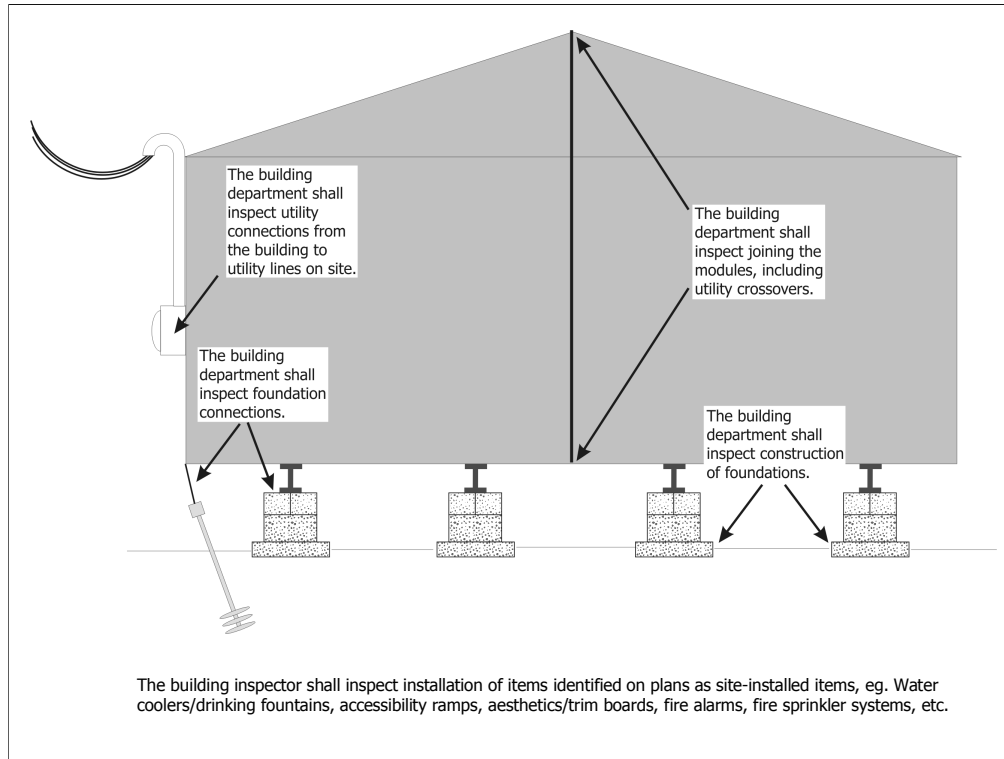 The building
department shall
inspect utility
connections from
the building to
utility lines on site.
The building
department shall
inspect joining the
modules, including
utility crossovers.
The building
department shall
inspect foundation
connections.
The building
department shall
inspect construction
of foundations.
The building inspector shall inspect installation of items identified on plans as site-installed items, eg. Water
coolers/drinking fountains, accessibility ramps, aesthetics/trim boards, fire alarms, fire sprinkler systems, etc.